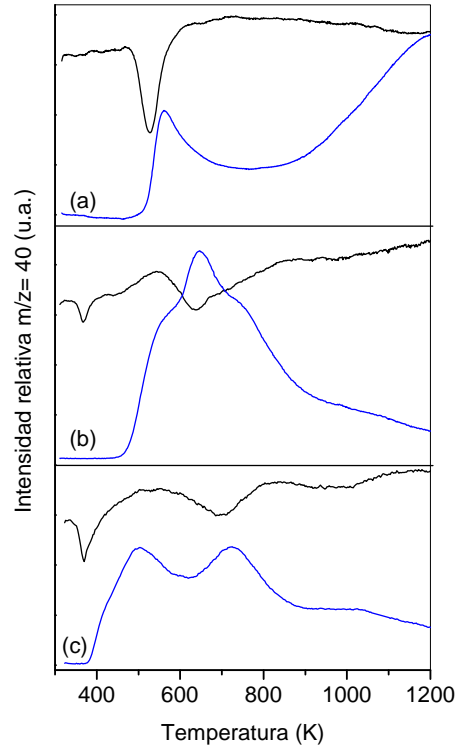 Intensidad relativa m/z= 40 (u.a.)
(a)
(b)
(c)
400 600 800 1000 1200
Temperatura (K)